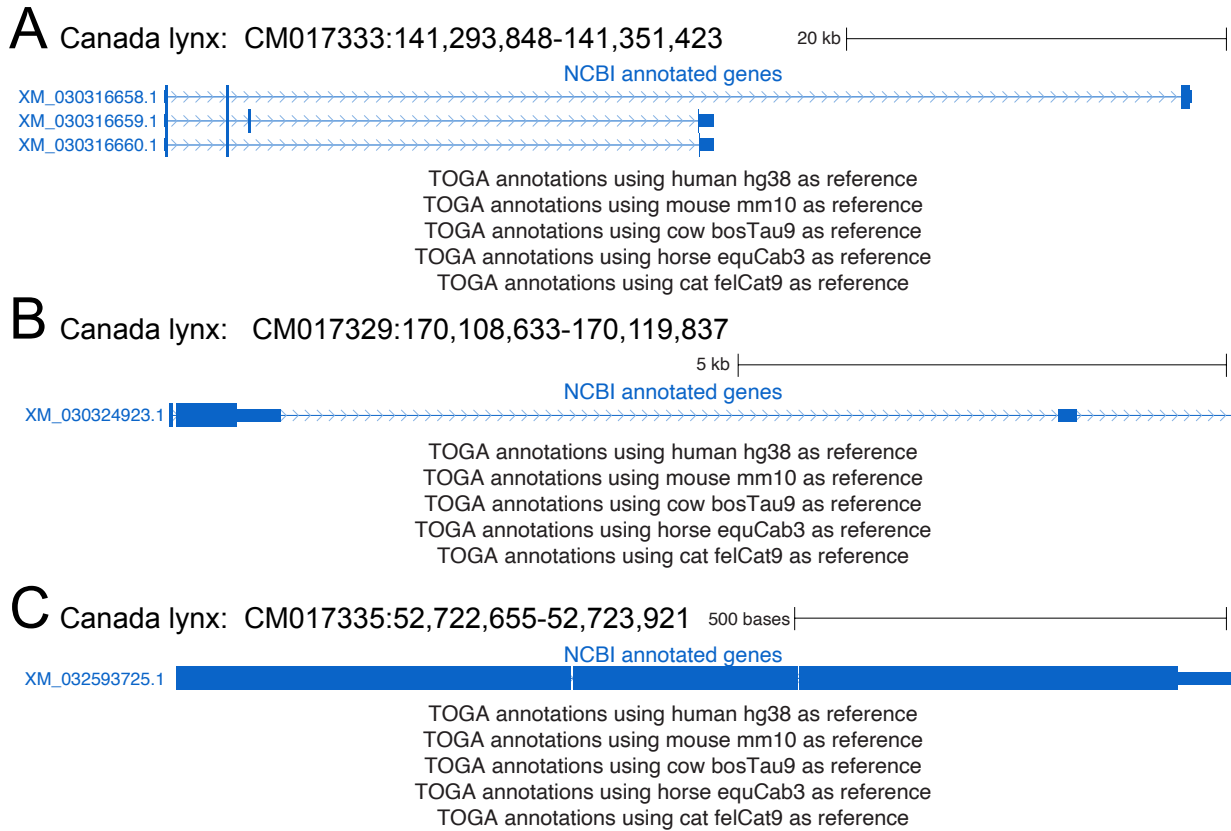 A Canada lynx: CM017333:141,293,848-141,351,423 20 kb
NCBI annotated genes
XM_030316658.1
XM_030316659.1
XM_030316660.1
TOGA annotations using human hg38 as reference
TOGA annotations using mouse mm10 as reference
TOGA annotations using cow bosTau9 as reference
TOGA annotations using horse equCab3 as reference
TOGA annotations using cat felCat9 as reference
B Canada lynx: CM017329:170,108,633-170,119,837
5 kb
NCBI annotated genes
XM_030324923.1
TOGA annotations using human hg38 as reference
TOGA annotations using mouse mm10 as reference
TOGA annotations using cow bosTau9 as reference
TOGA annotations using horse equCab3 as reference
TOGA annotations using cat felCat9 as reference
C Canada lynx: CM017335:52,722,655-52,723,921 500 bases
NCBI annotated genes
XM_032593725.1
TOGA annotations using human hg38 as reference
TOGA annotations using mouse mm10 as reference
TOGA annotations using cow bosTau9 as reference
TOGA annotations using horse equCab3 as reference
TOGA annotations using cat felCat9 as reference